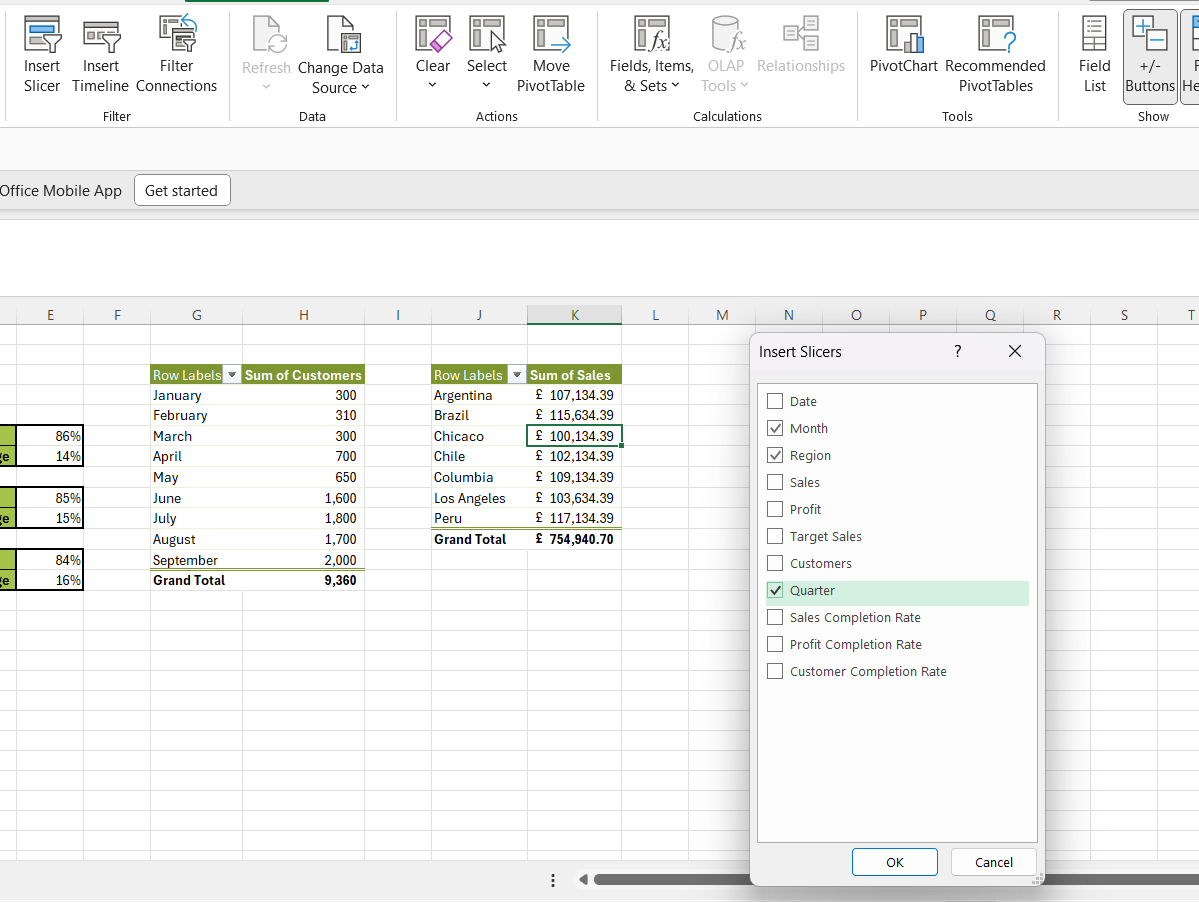 Insert Slicer
Insert Timeline
Filter Connections
Filter
Refresh
Change Data Source
Data
Clear
Select
Move PivotTable
Actions
Fields, Items, & Sets
OLAP Tools
Relationships
Calculations
PivotChart
Recommended PivotTables
Tools
Field List
+/- Buttons
Show
Office Mobile App
Get started
E F G H I J K L M N O P Q R S T
Row Labels Sum of Customers
January 300
February 310
March 300
April 700
May 650
June 1,600
July 1,800
August 1,700
September 2,000
Grand Total 9,360
Row Labels Sum of Sales
Argentina £ 107,134.39
Brazil £ 115,634.39
Chicaco £ 100,134.39
Chile £ 102,134.39
Columbia £ 109,134.39
Los Angeles £ 103,634.39
Peru £ 117,134.39
Grand Total £ 754,940.70
86%
14%
85%
15%
84%
16%
Insert Slicers ?
Date
Month
Region
Sales
Profit
Target Sales
Customers
Quarter
Sales Completion Rate
Profit Completion Rate
Customer Completion Rate
OK
Cancel